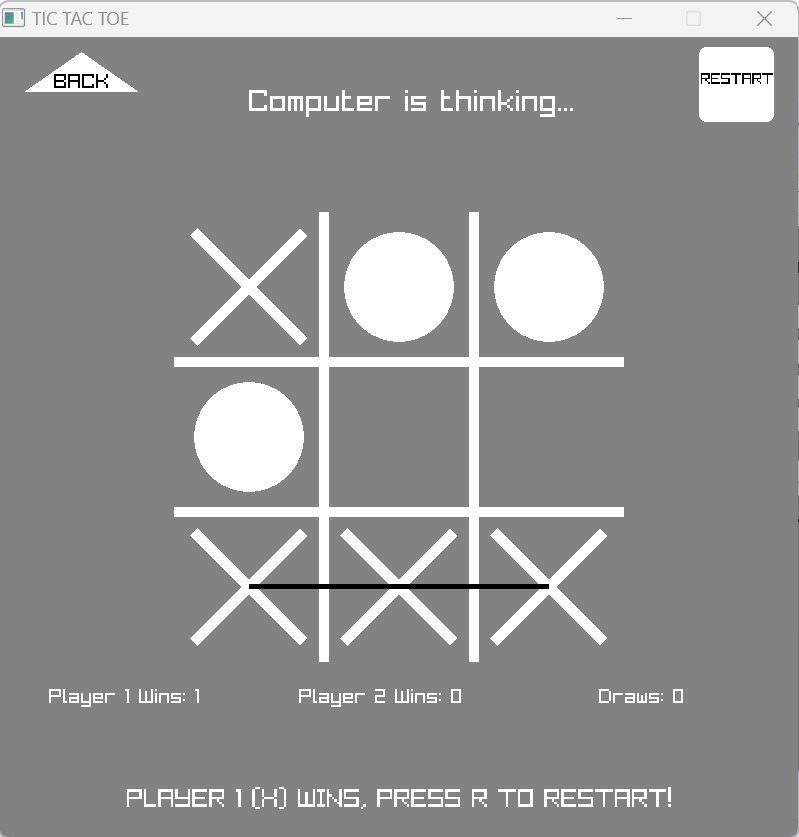 TIC TAC TOE
BACK
RESTART
Computer is thinking...
Player 1 Wins: 1
Player 2 Wins: 0
Draws: 0
PLAYER 1 (X) WINS, PRESS R TO RESTART!